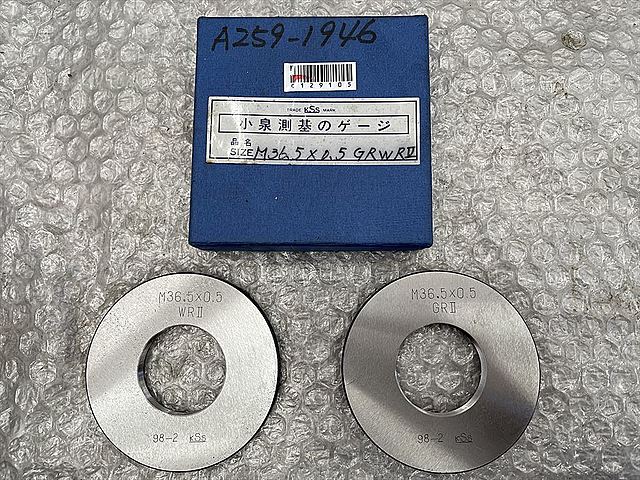 A259-1946
C129105
TRADE KSS MARK
小泉測基のゲージ
品名
SIZE M36.5×0.5 GRWRⅡ
M36.5×0.5
WRⅡ
98-2 KSS
M36.5×0.5
GRⅡ
98-2 KSS